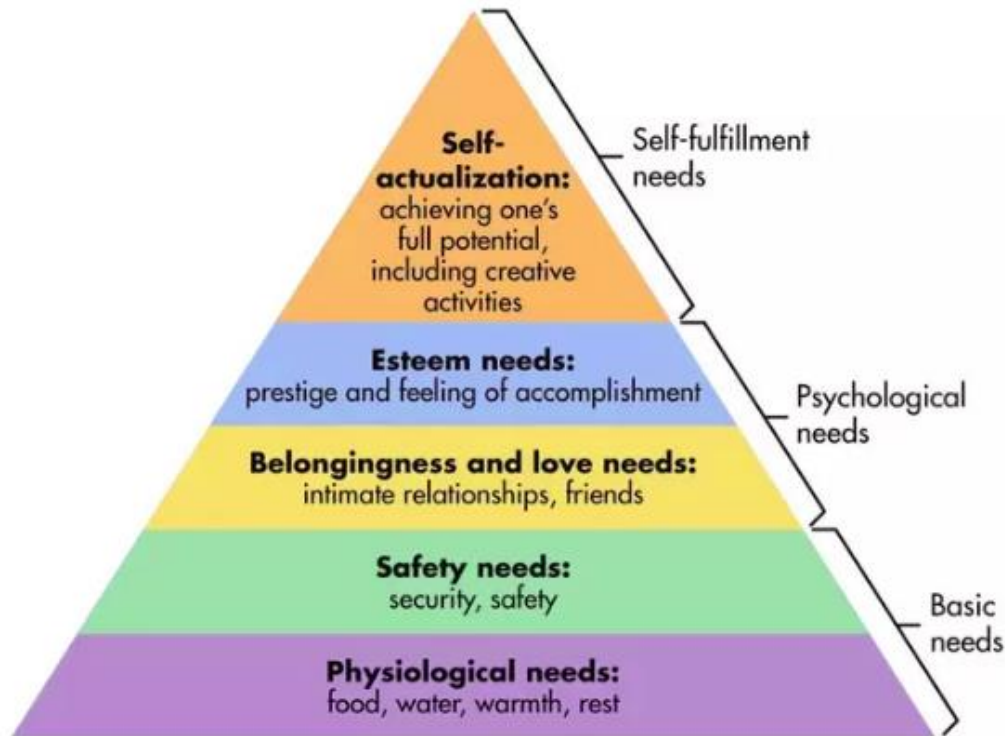 Self-
actualization:
achieving one's
full potential,
including creative
activities
Self-fulfillment
needs
Esteem needs:
prestige and feeling of accomplishment
Psychological
needs
Belongingness and love needs:
intimate relationships, friends
Safety needs:
security, safety
Basic
needs
Physiological needs:
food, water, warmth, rest